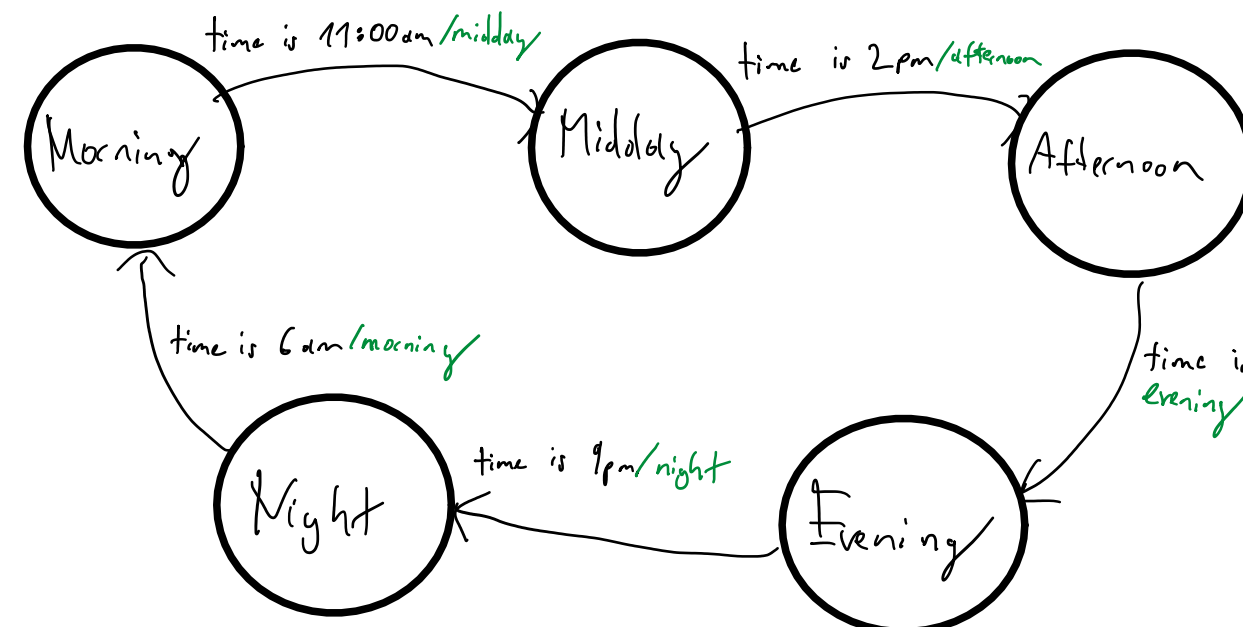 time is 11:00am/midday
time is 2pm/afternoon
Morning
Midday
Afternoon
time is 6am/morning
time is
evening
time is 9pm/night
Night
Evening